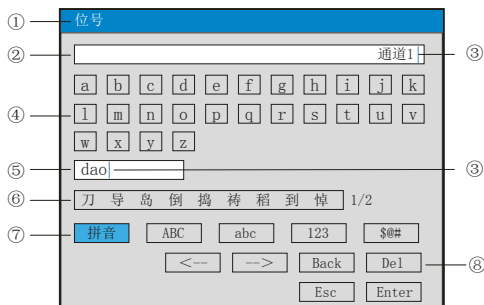 ① 位号
② 通道1 ③
a b c d e f g h i j k
④ l m n o p q r s t u v
w x y z
⑤ dao ③
⑥ 刀 导 岛 倒 捣 祷 稻 到 悼 1/2
⑦ 拼音 ABC abc 123 $@#
<-- --> Back Del ⑧
Esc Enter